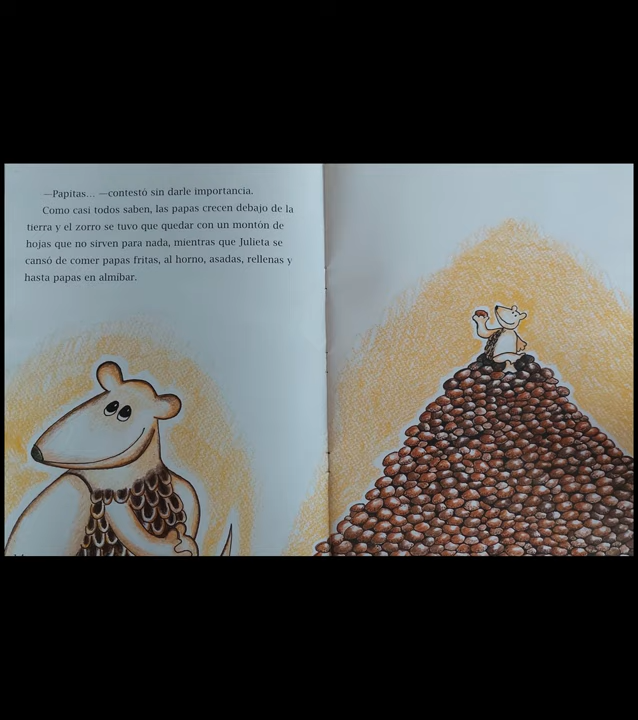 —Papitas... —contestó sin darle importancia.
Como casi todos saben, las papas crecen debajo de la
tierra y el zorro se tuvo que quedar con un montón de
hojas que no sirven para nada, mientras que Julieta se
cansó de comer papas fritas, al horno, asadas, rellenas y
hasta papas en almíbar.